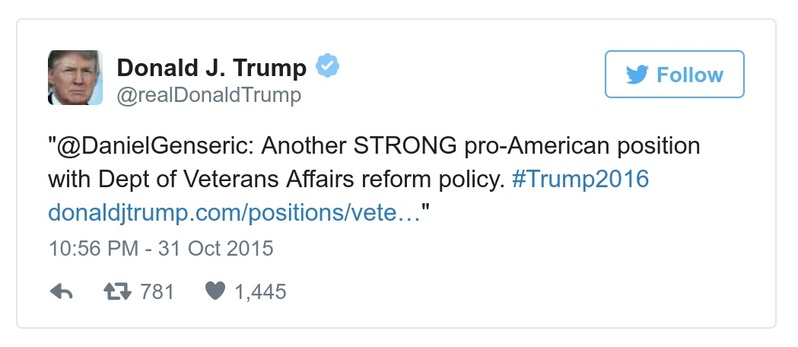 Donald J. Trump
@realDonaldTrump
Follow
"@DanielGenseric: Another STRONG pro-American position
with Dept of Veterans Affairs reform policy. #Trump2016
donaldjtrump.com/positions/vete…"
10:56 PM - 31 Oct 2015
781 1,445